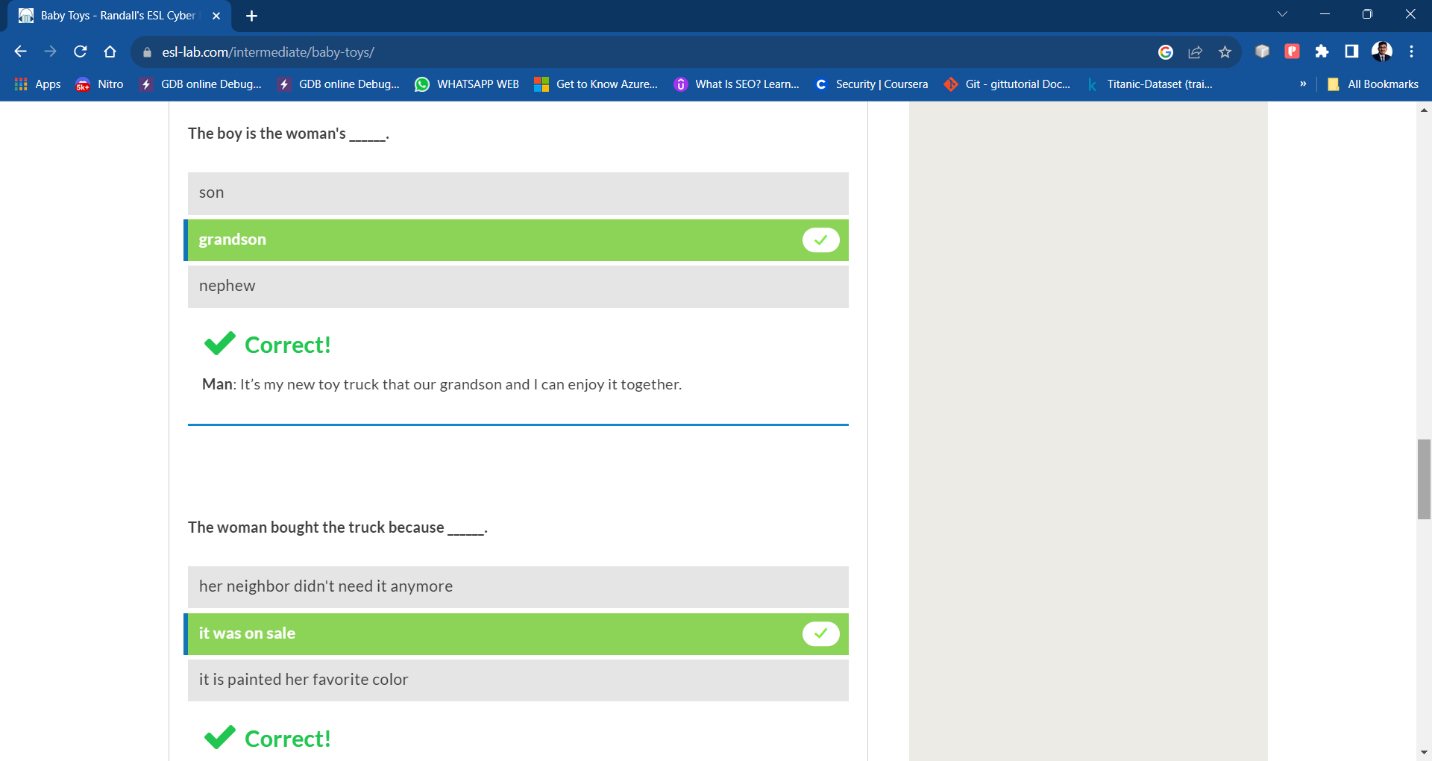 Baby Toys - Randall's ESL Cyber
esl-lab.com/intermediate/baby-toys/
Apps Nitro GDB online Debug... GDB online Debug... WHATSAPP WEB Get to Know Azure... What Is SEO? Learn... Security | Coursera Git - gittutorial Doc... Titanic-Dataset (trai... » All Bookmarks
The boy is the woman's ______.
son
grandson
nephew
Correct!
Man: It's my new toy truck that our grandson and I can enjoy it together.
The woman bought the truck because ______.
her neighbor didn't need it anymore
it was on sale
it is painted her favorite color
Correct!